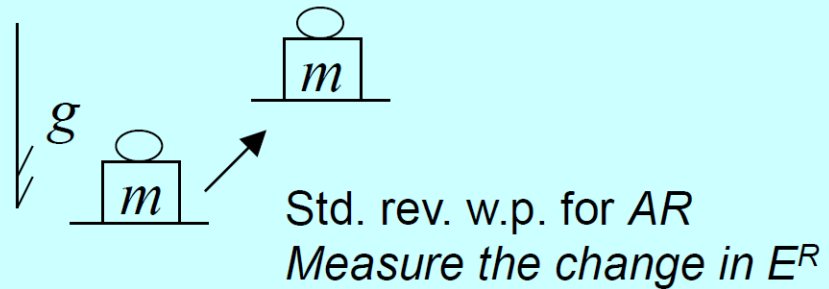 m
g
m
Std. rev. w.p. for AR
Measure the change in Eᴿ